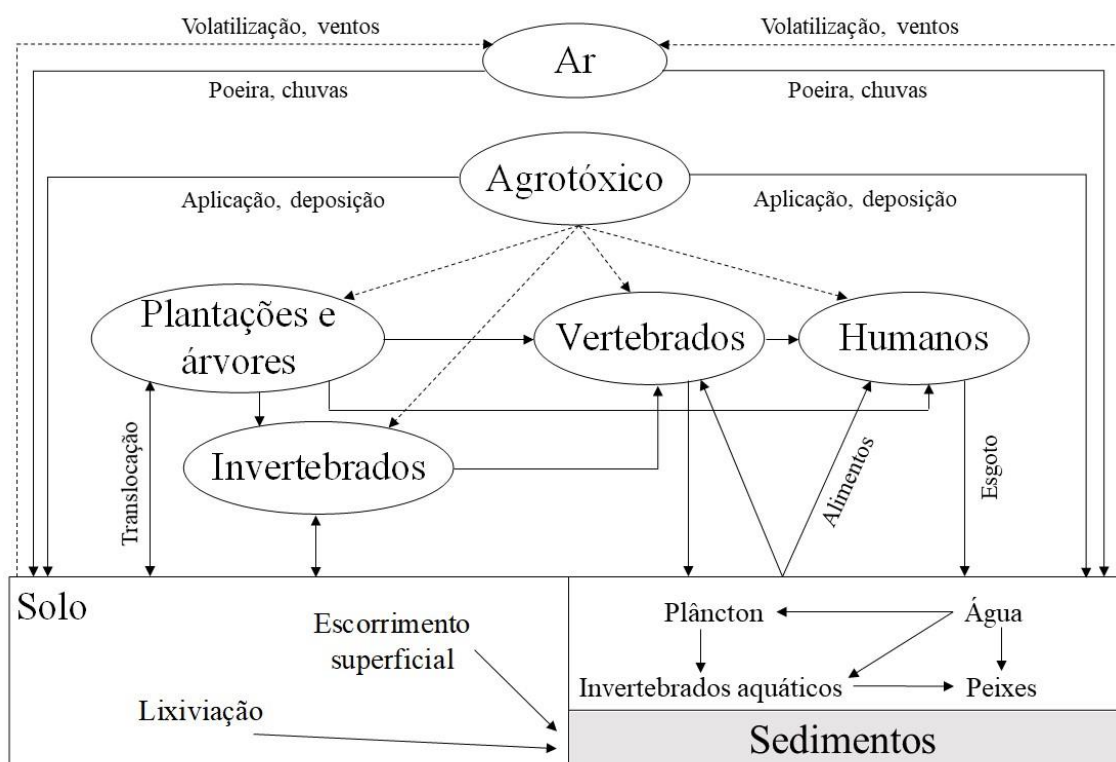 Volatilização, ventos
Volatilização, ventos
Ar
Poeira, chuvas
Poeira, chuvas
Agrotóxico
Aplicação, deposição
Aplicação, deposição
Plantações e
árvores
Vertebrados
Humanos
Invertebrados
Translocação
Alimentos
Esgoto
Solo
Escorrimento
superficial
Lixiviação
Plâncton
Água
Invertebrados aquáticos
Peixes
Sedimentos